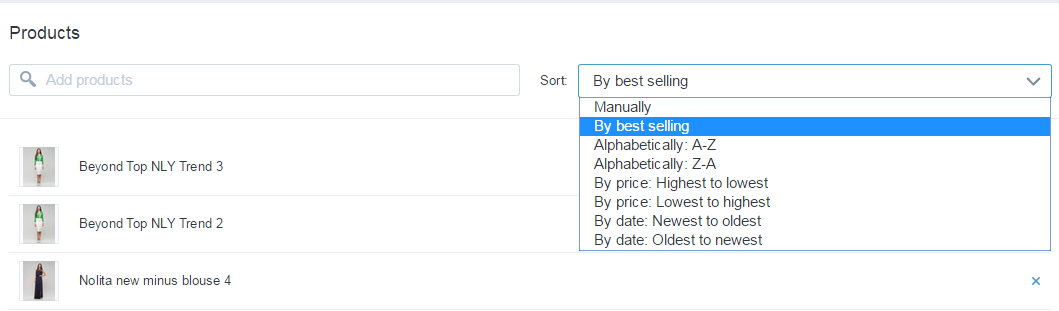 Products
Add products
Sort:
By best selling
Manually
By best selling
Alphabetically: A-Z
Alphabetically: Z-A
By price: Highest to lowest
By price: Lowest to highest
By date: Newest to oldest
By date: Oldest to newest
Beyond Top NLY Trend 3
Beyond Top NLY Trend 2
Nolita new minus blouse 4